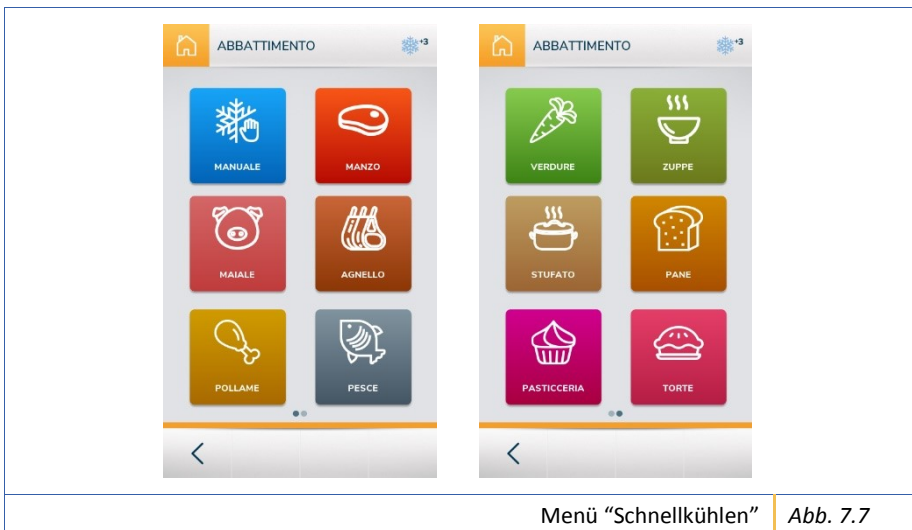 ABBATTIMENTO +3
MANUALE MANZO
MAIALE AGNELLO
POLLAME PESCE
ABBATTIMENTO +3
VERDURE ZUPPE
STUFATO PANE
PASTICCERIA TORTE
Menü “Schnellkühlen” Abb. 7.7